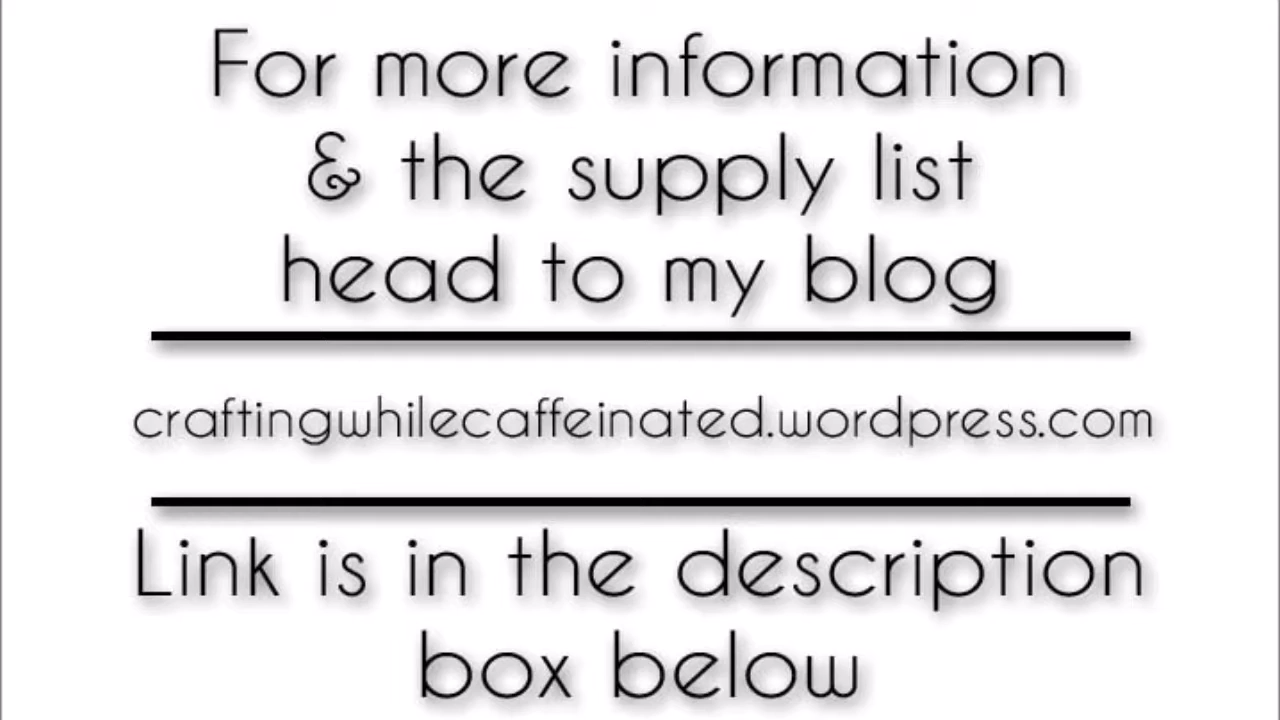 For more information
& the supply list
head to my blog
craftingwhilecaffeinated.wordpress.com
Link is in the description
box below